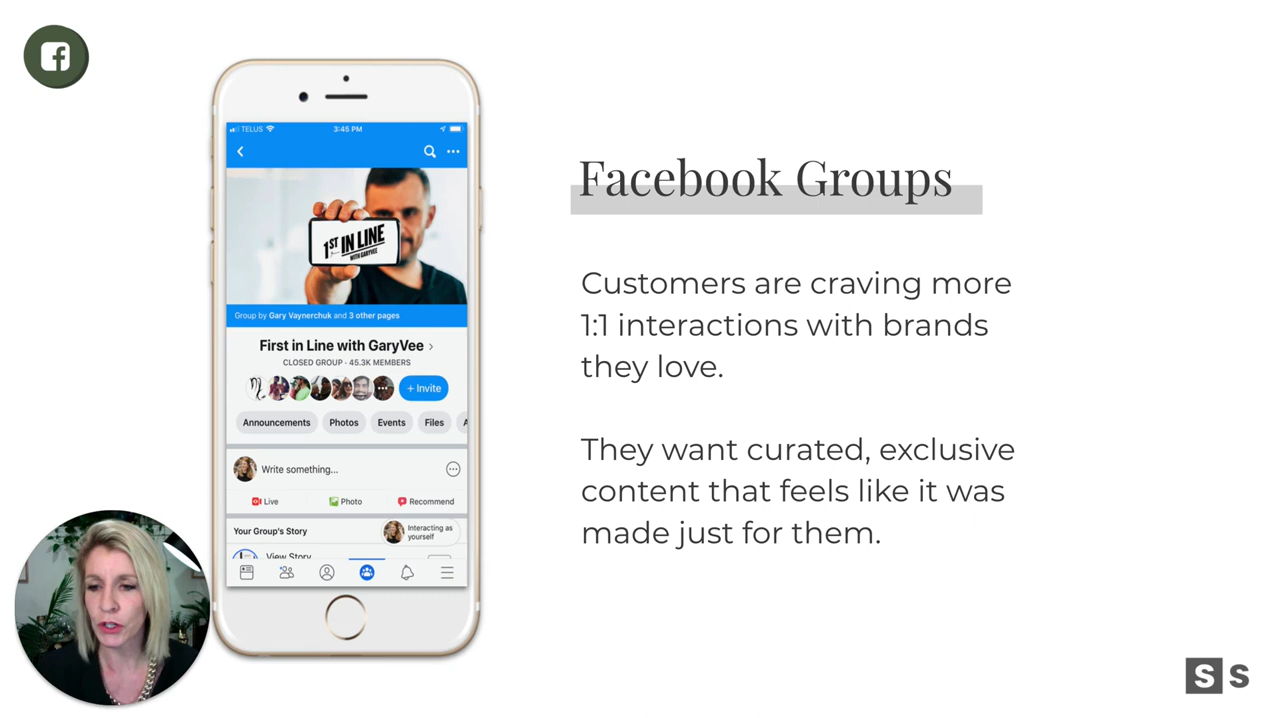 TELUS
3:45 PM
1ST IN LINE
WITH GARYVEE
Group by Gary Vaynerchuk and 3 other pages
First in Line with GaryVee
CLOSED GROUP · 45.3K MEMBERS
+ Invite
Announcements
Photos
Events
Files
A
Write something...
Live
Photo
Recommend
Your Group's Story
Interacting as
yourself
View Story
Facebook Groups
Customers are craving more
1:1 interactions with brands
they love.
They want curated, exclusive
content that feels like it was
made just for them.
S S